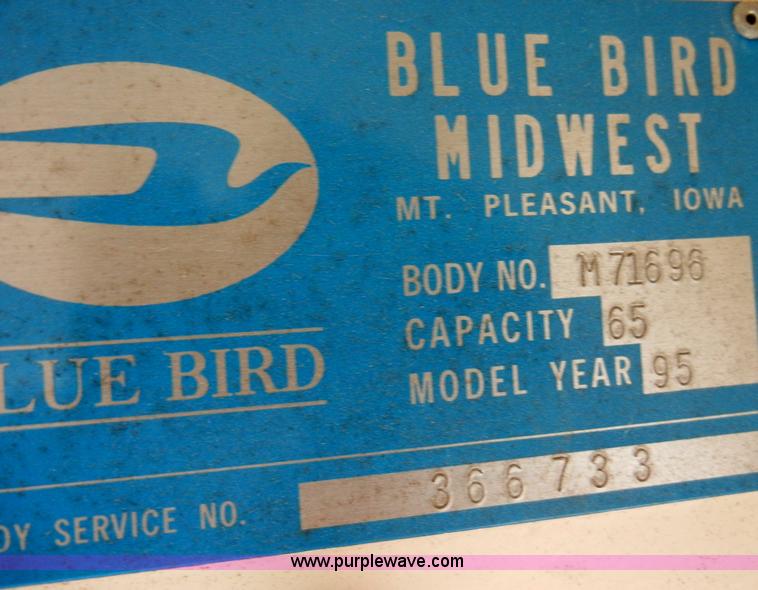 BLUE BIRD
MIDWEST
MT. PLEASANT, IOWA
BODY NO. M71696
CAPACITY 65
MODEL YEAR 95
LUE BIRD
DY SERVICE NO. 366733
www.purplewave.com